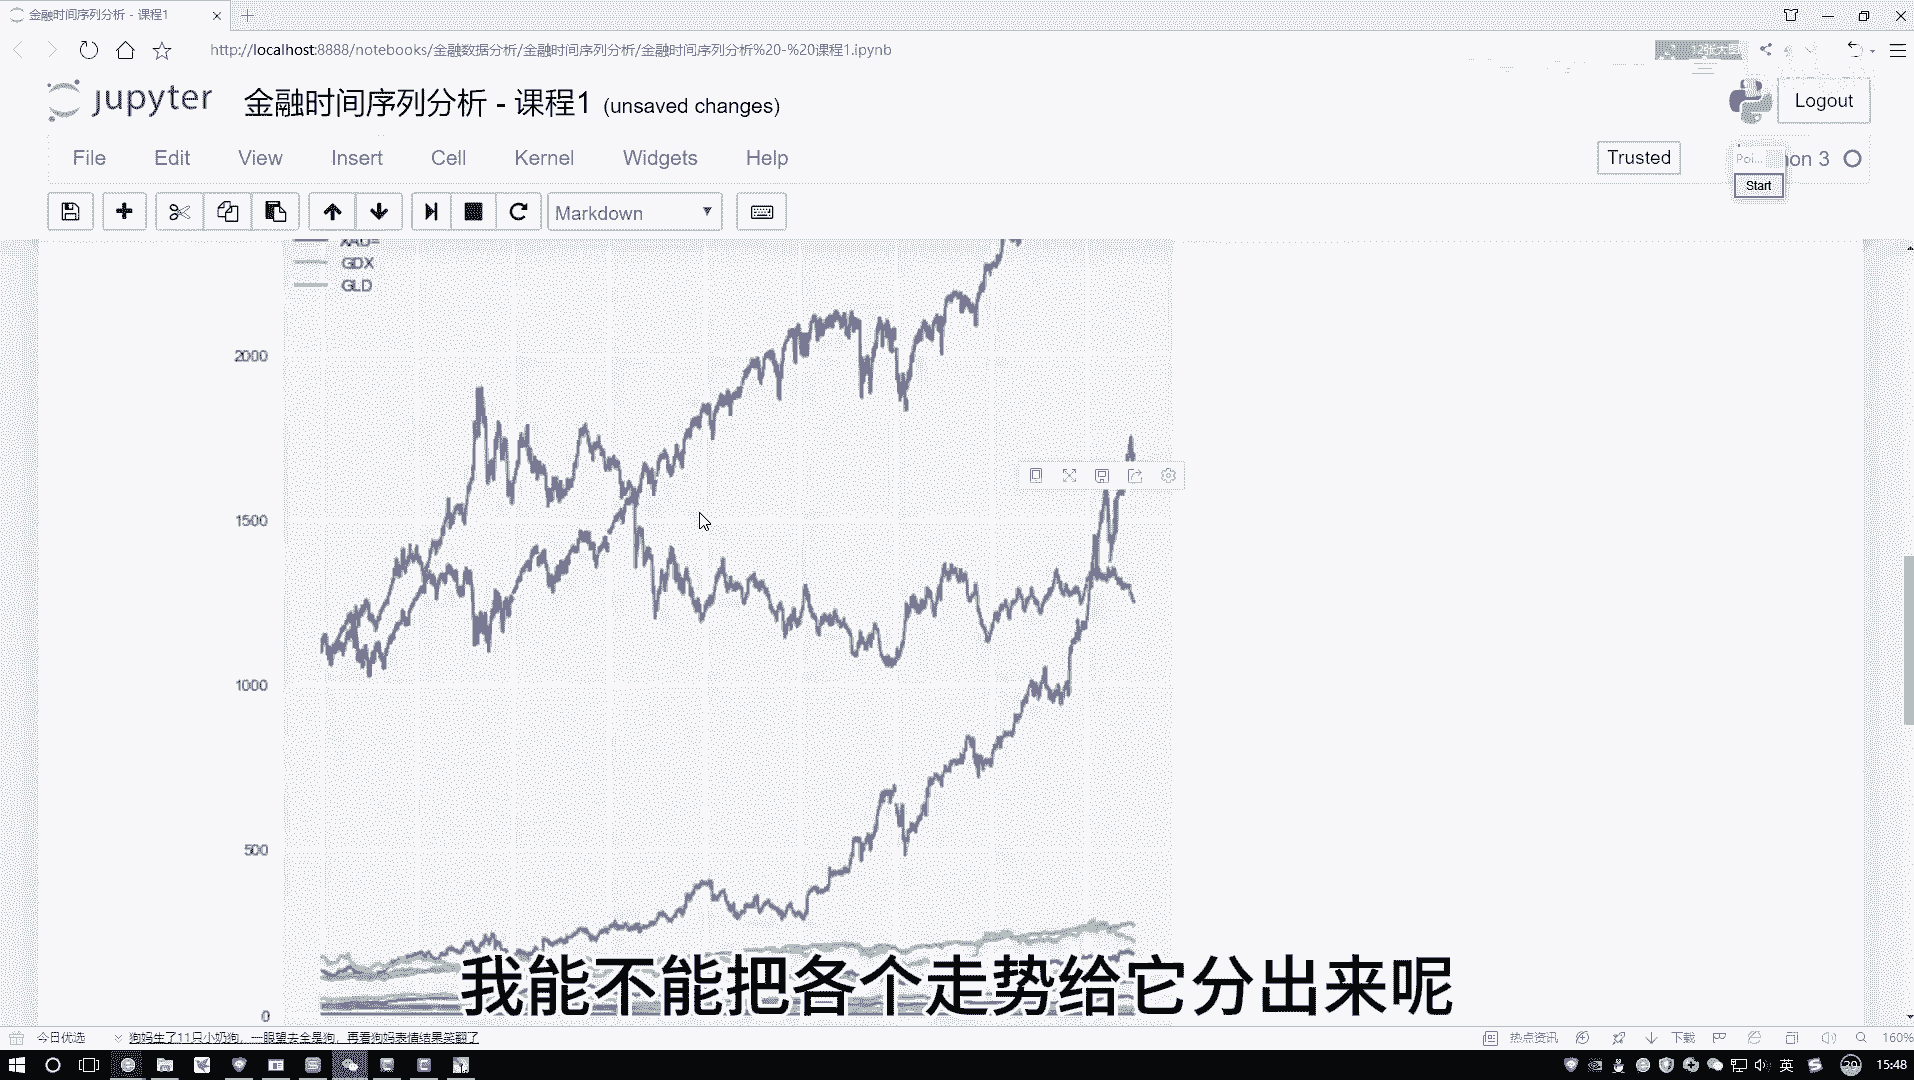 金融时间序列分析 - 课程1
http://localhost:8888/notebooks/金融数据分析/金融时间序列分析/金融时间序列分析%20-%20课程1.ipynb
12张大图
jupyter 金融时间序列分析 - 课程1 (unsaved changes)
Logout
File Edit View Insert Cell Kernel Widgets Help
Trusted
Poi... on 3
Start
Markdown
XAU=
GDX
GLD
2000
1500
1000
500
0
我能不能把各个走势给它分出来呢
今日优选 狗妈生了11只小奶狗，一眼望去全是狗，再看狗妈表情结果笑翻了
热点资讯 下载 160%
英 29 15:48